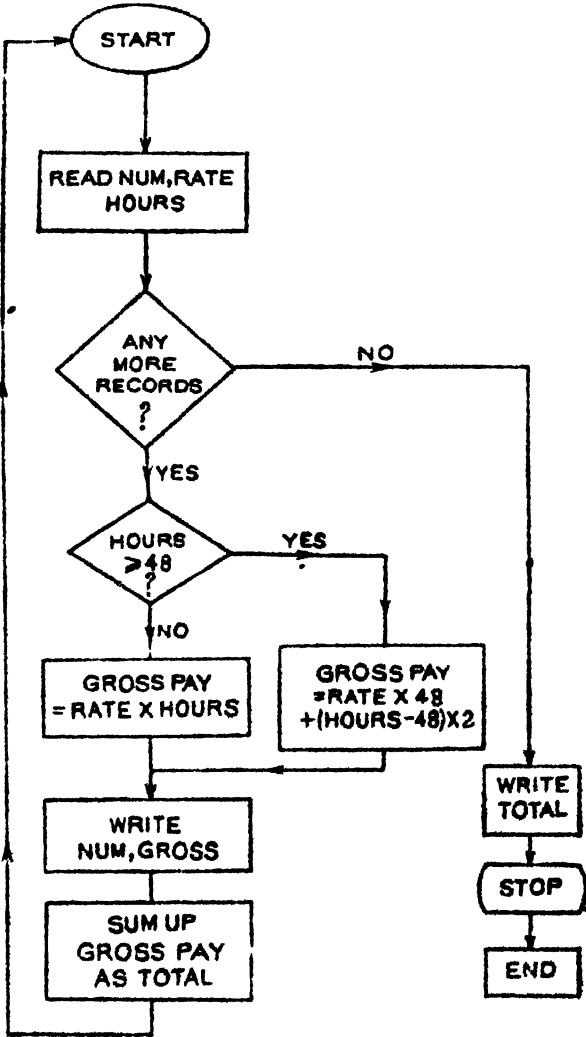 START
READ NUM,RATE
HOURS
ANY
MORE
RECORDS
?
NO
YES
HOURS
⩾48
?
YES
NO
GROSS PAY
= RATE X HOURS
GROSS PAY
=RATE X 48
+(HOURS-48)X2
WRITE
NUM,GROSS
SUM UP
GROSS PAY
AS TOTAL
WRITE
TOTAL
STOP
END